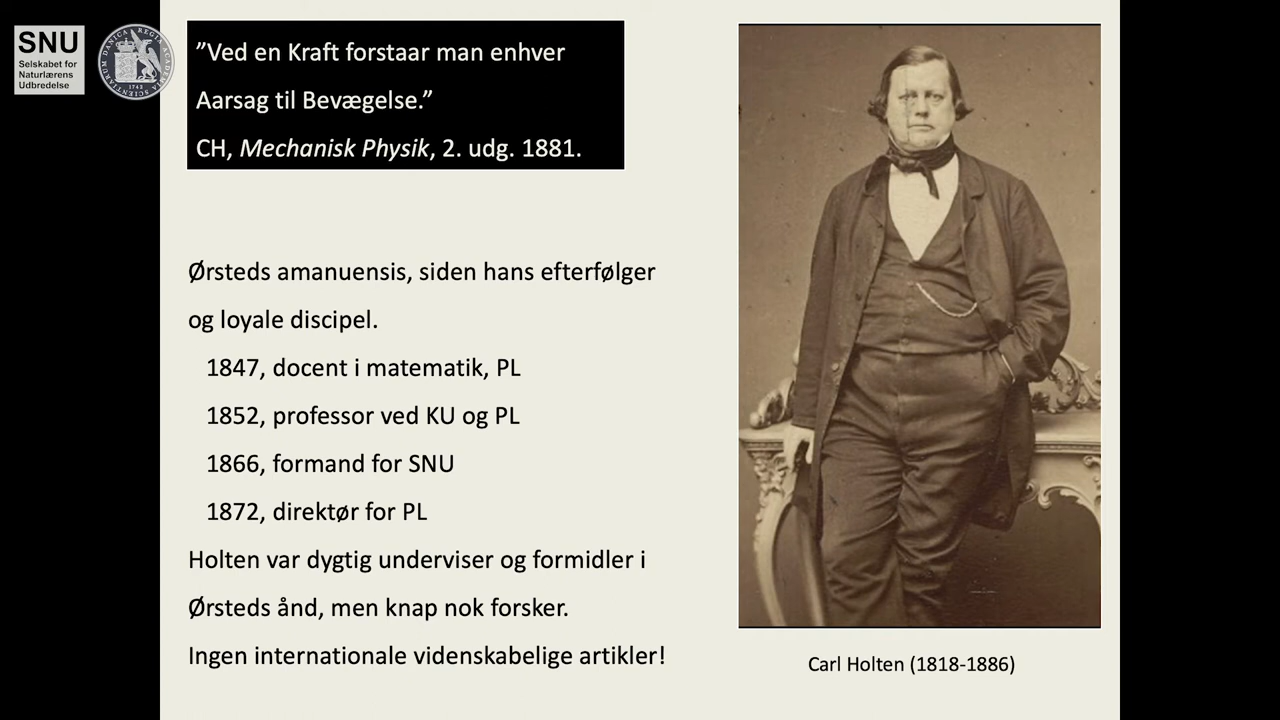 SNU
Selskabet for
Naturlærens
Udbredelse
”Ved en Kraft forstaar man enhver
Aarsag til Bevægelse.”
CH, Mechanisk Physik, 2. udg. 1881.
Ørsteds amanuensis, siden hans efterfølger
og loyale discipel.
1847, docent i matematik, PL
1852, professor ved KU og PL
1866, formand for SNU
1872, direktør for PL
Holten var dygtig underviser og formidler i
Ørsteds ånd, men knap nok forsker.
Ingen internationale videnskabelige artikler!
Carl Holten (1818-1886)